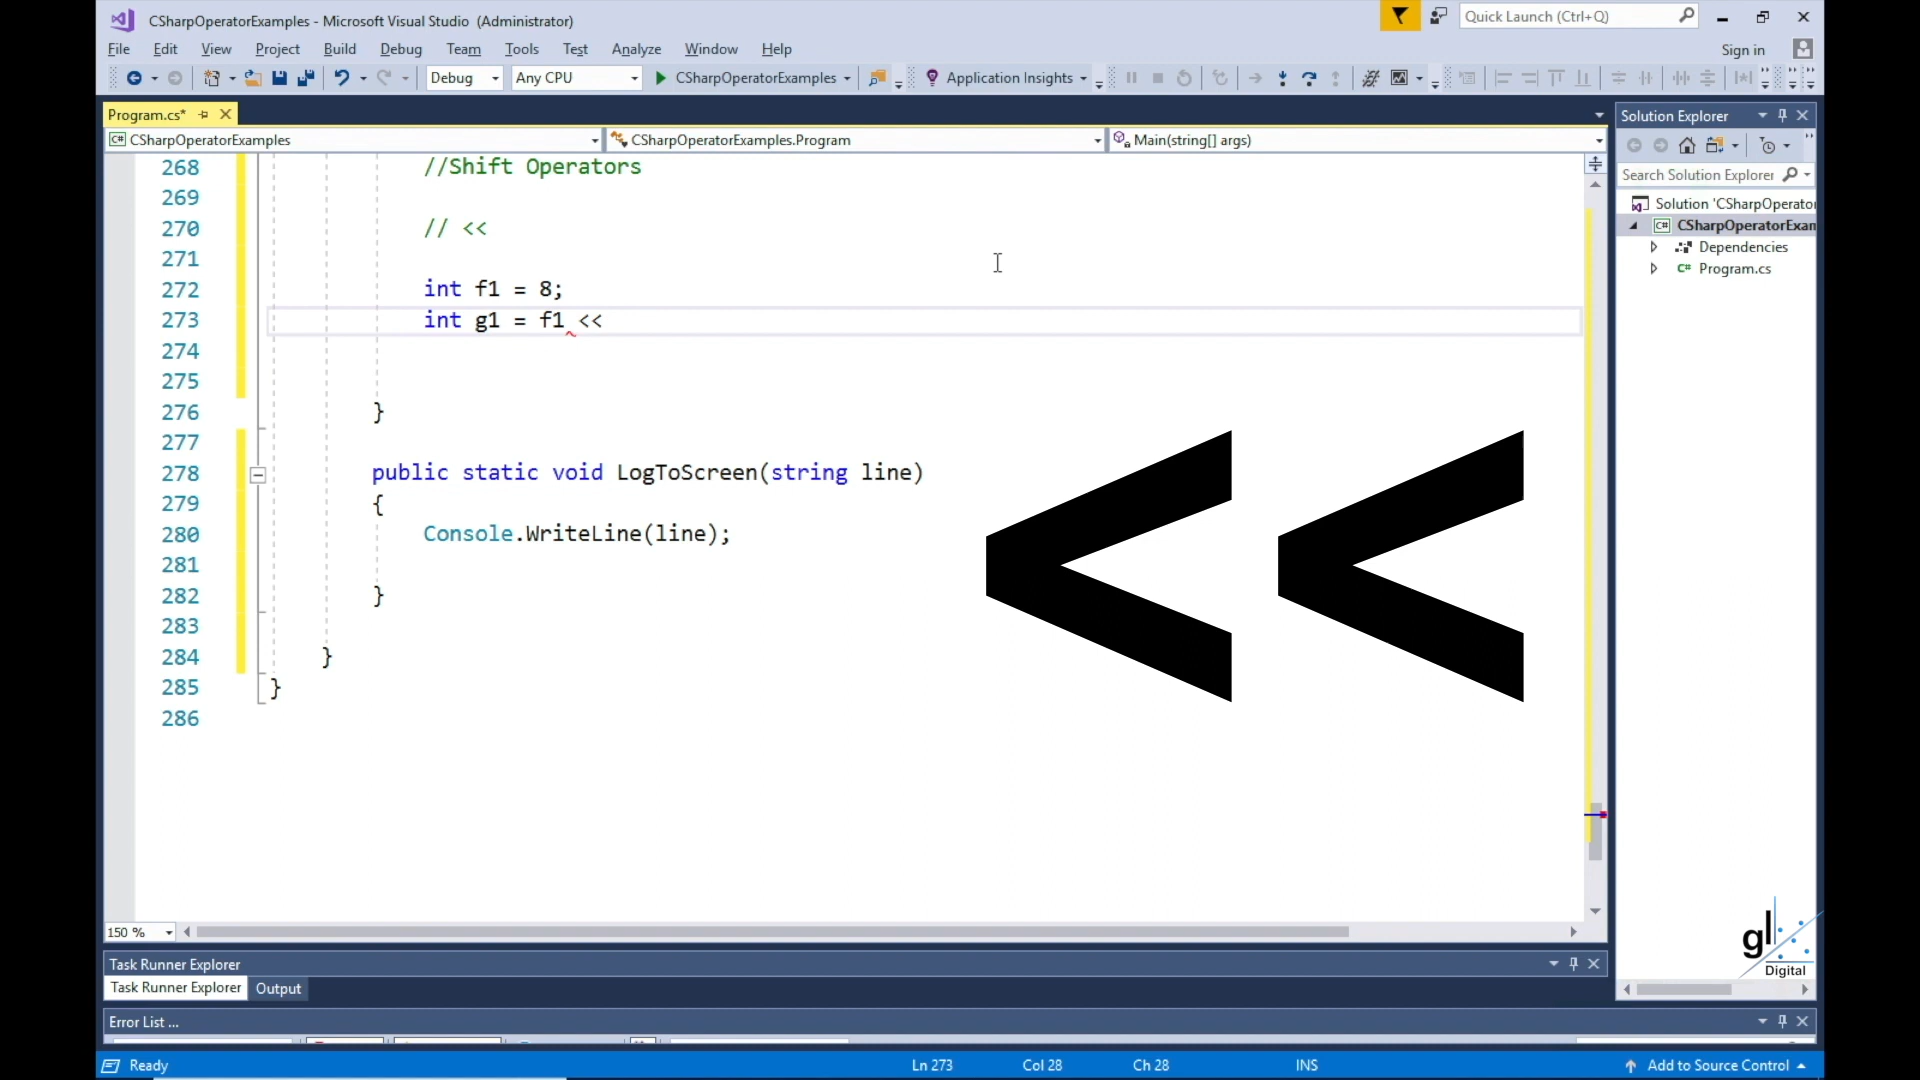 CSharpOperatorExamples - Microsoft Visual Studio (Administrator)
Quick Launch (Ctrl+Q)
File Edit View Project Build Debug Team Tools Test Analyze Window Help
Sign in
Debug Any CPU CSharpOperatorExamples Application Insights
Program.cs*
Solution Explorer
C# CSharpOperatorExamples
CSharpOperatorExamples.Program
Main(string[] args)
Search Solution Explorer
Solution 'CSharpOperator
C# CSharpOperatorExam
Dependencies
C# Program.cs
268 //Shift Operators
269
270 // <<
271
272 int f1 = 8;
273 int g1 = f1 <<
274
275
276 }
277
278 public static void LogToScreen(string line)
279 {
280 Console.WriteLine(line);
281
282 }
283
284 }
285 }
286
<<
gl
Digital
150 %
Task Runner Explorer
Task Runner Explorer Output
Error List ...
Ready Ln 273 Col 28 Ch 28 INS Add to Source Control